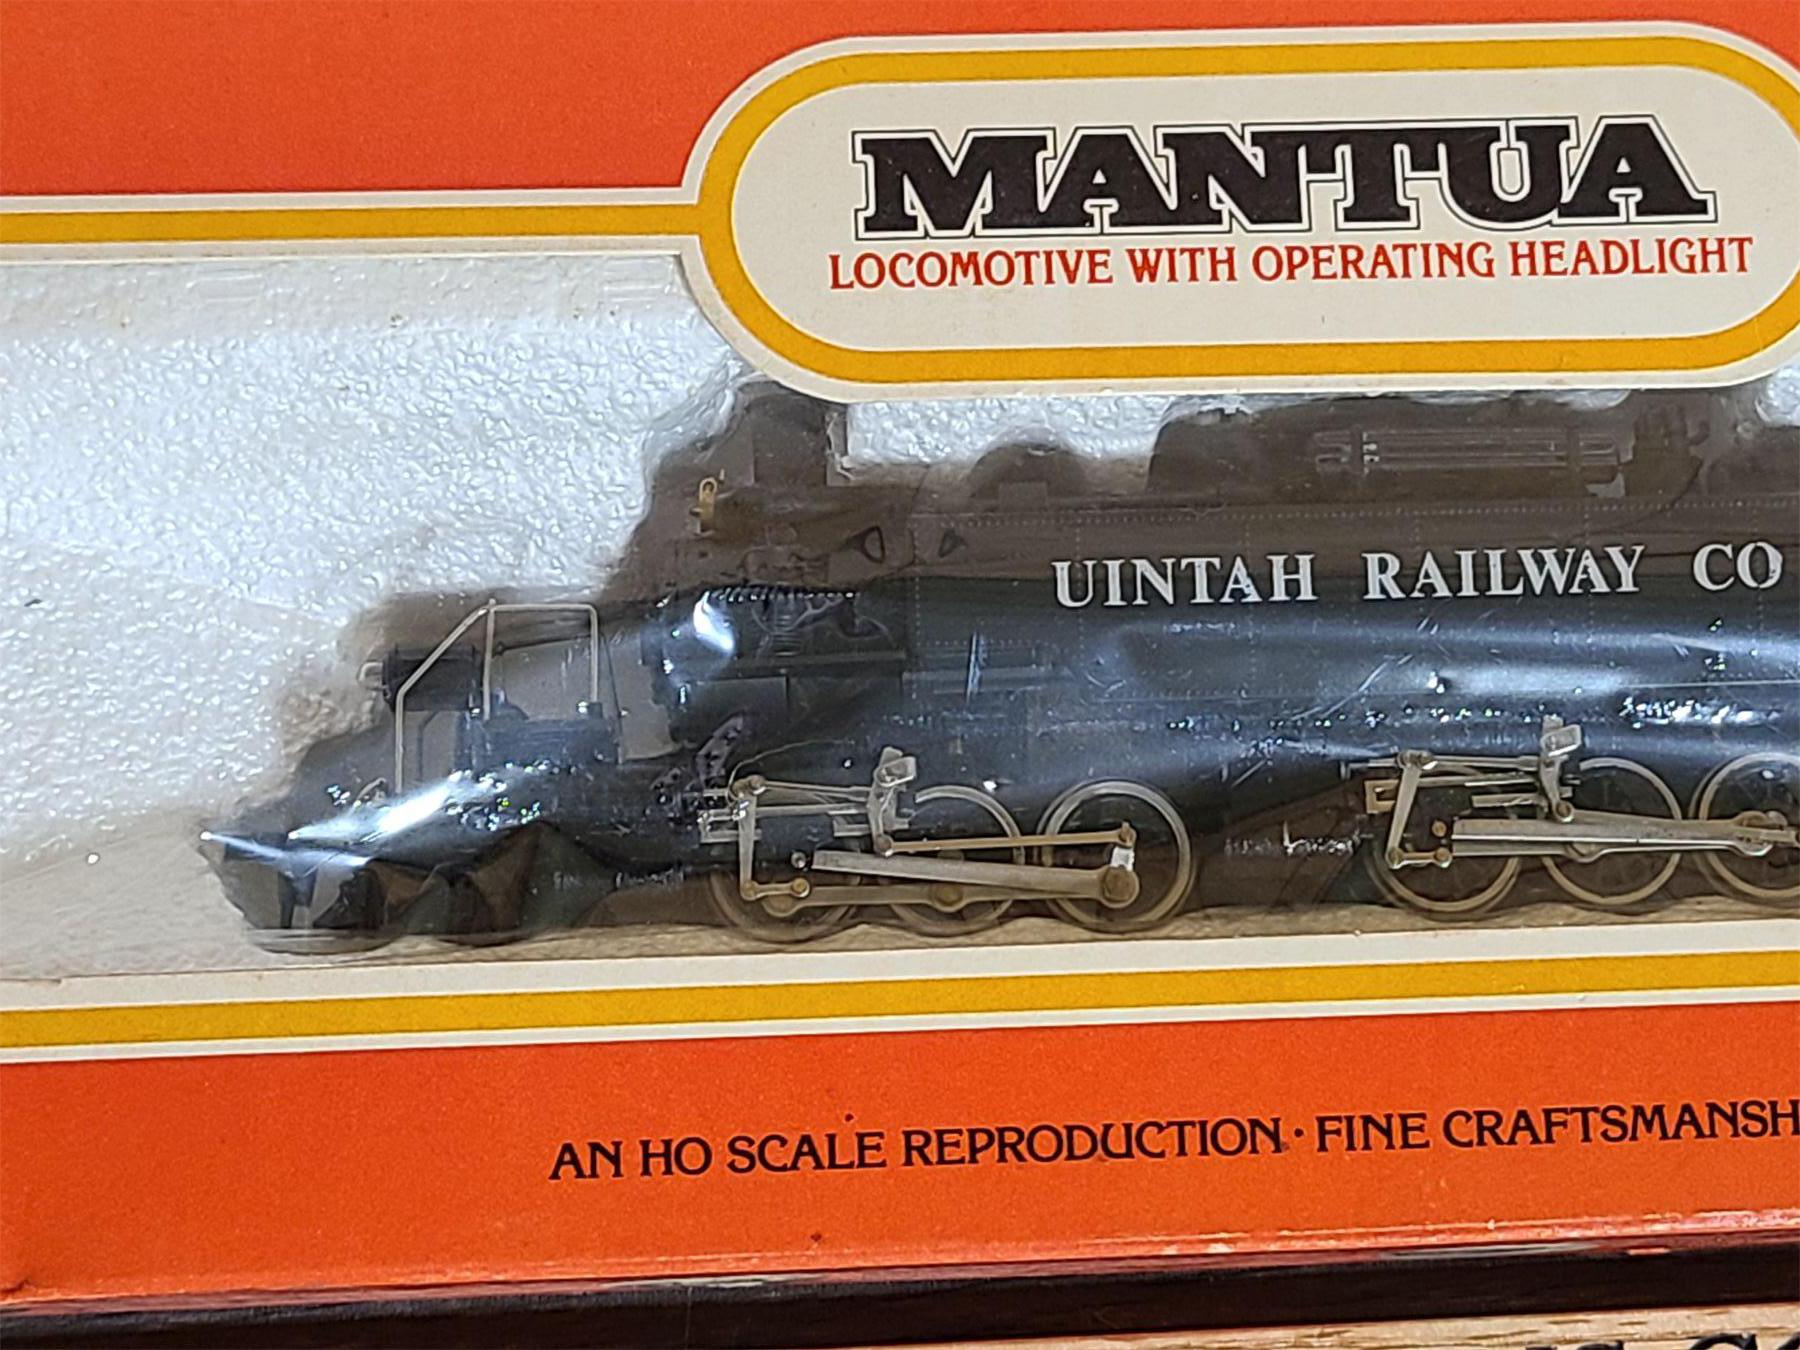 MANTUA
LOCOMOTIVE WITH OPERATING HEADLIGHT
UINTAH RAILWAY CO
AN HO SCALE REPRODUCTION · FINE CRAFTSMANSH